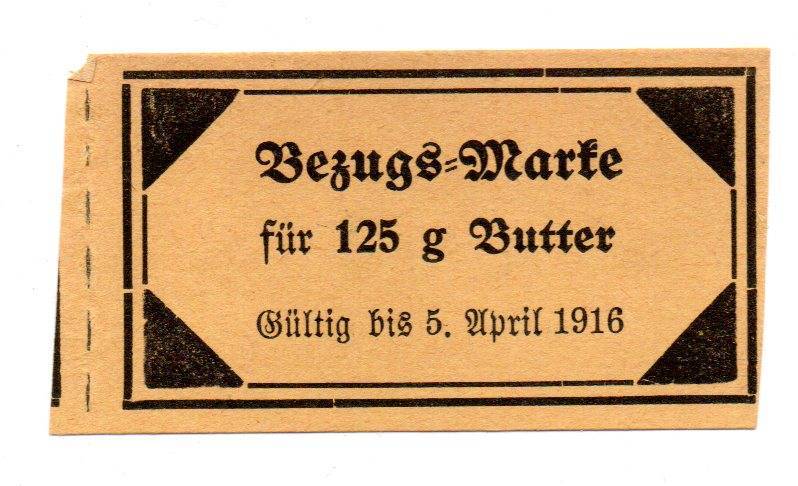 Bezugs-Marke
für 125 g Butter
Gültig bis 5. April 1916